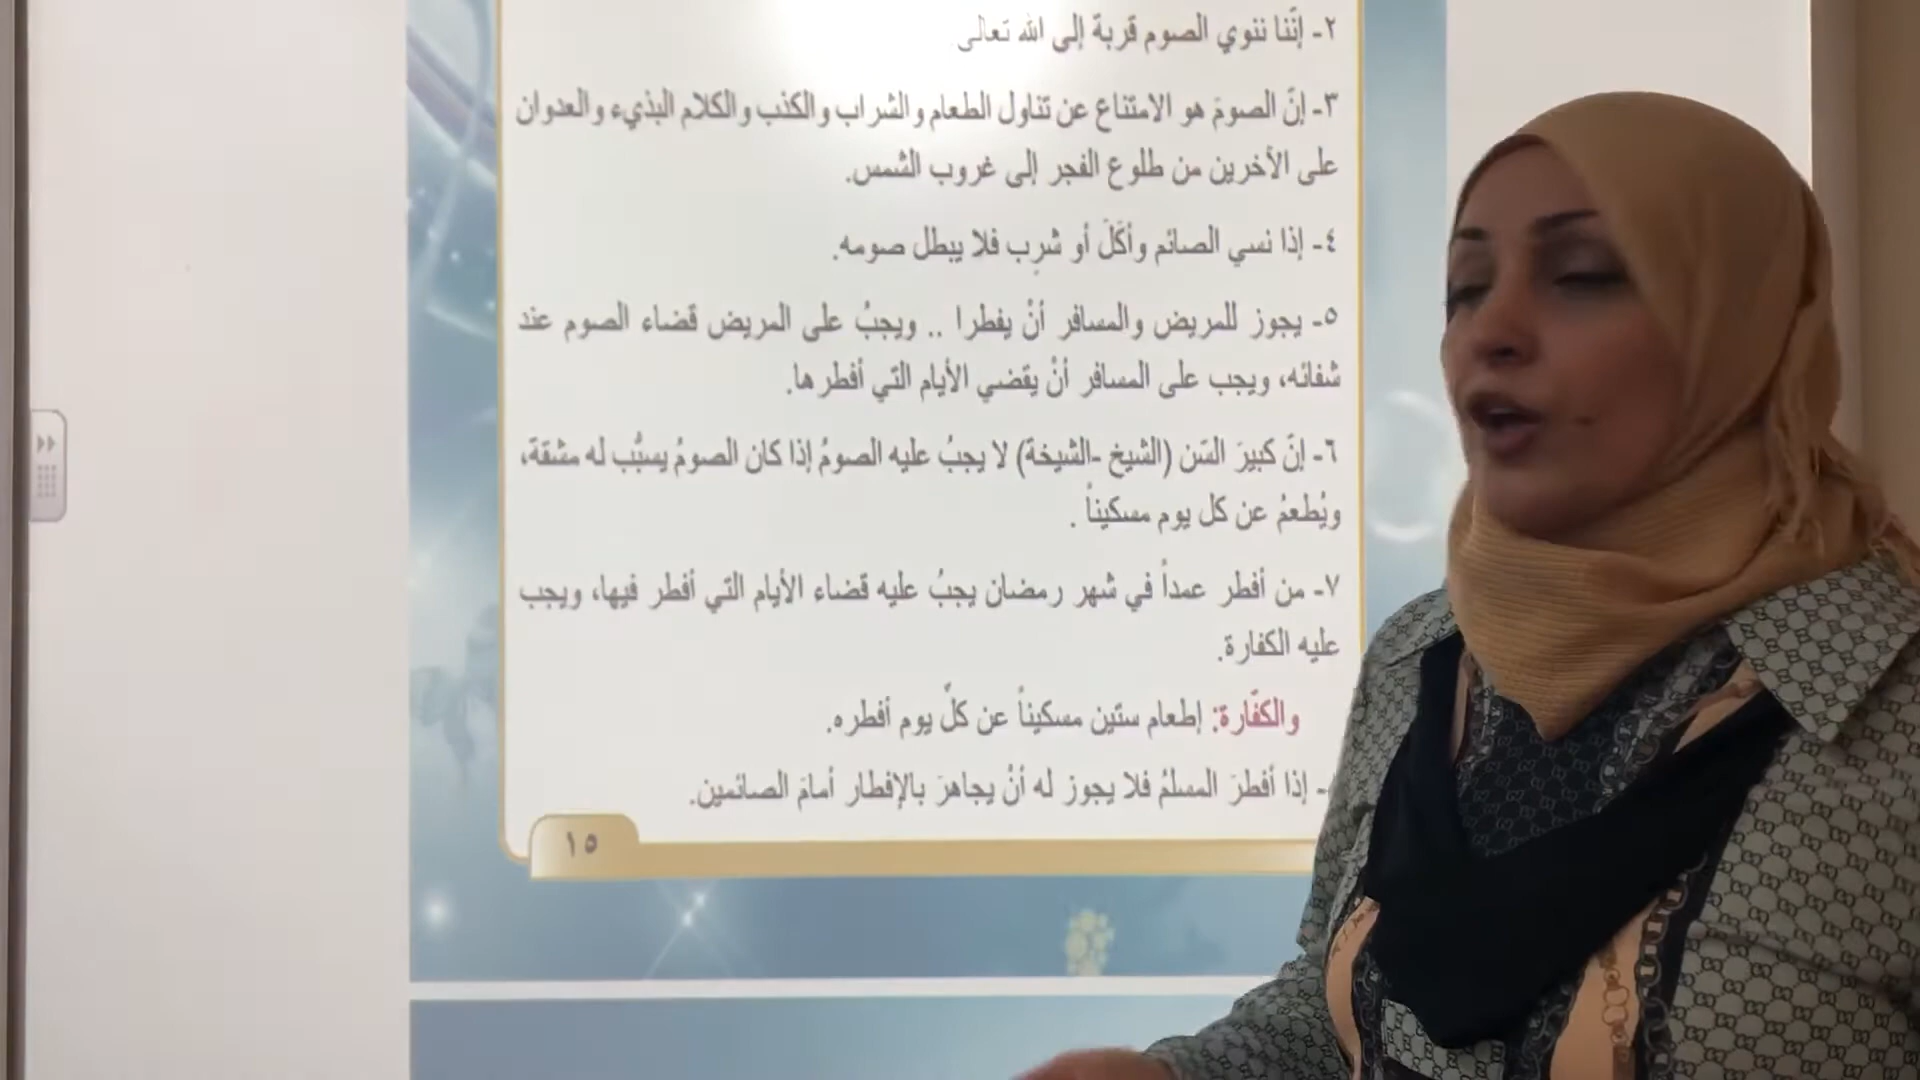 ٢- إنّنا ننوي الصوم قربة إلى الله تعالى
٣- إنّ الصومَ هو الامتناع عن تناول الطعام والشراب والكذب والكلام البذيء والعدوان
على الآخرين من طلوع الفجر إلى غروب الشمس.
٤- إذا نسي الصائم وأكَلَ أو شرِب فلا يبطل صومه.
٥- يجوز للمريض والمسافر أنْ يفطرا .. ويجبُ على المريض قضاء الصوم عند
شفائه، ويجب على المسافر أنْ يقضي الأيام التي أفطرها.
٦- إنّ كبيرَ السّن (الشيخ -الشيخة) لا يجبُ عليه الصومُ إذا كان الصومُ يسبُّب له مشقة،
ويُطعمُ عن كل يوم مسكيناً .
٧- من أفطر عمداً في شهر رمضان يجبُ عليه قضاء الأيام التي أفطر فيها، ويجب
عليه الكفارة.
والكفّارة: إطعام ستين مسكيناً عن كلّ يوم أفطره.
- إذا أفطرَ المسلمُ فلا يجوز له أنْ يجاهرَ بالإفطار أمامَ الصائمين.
١٥